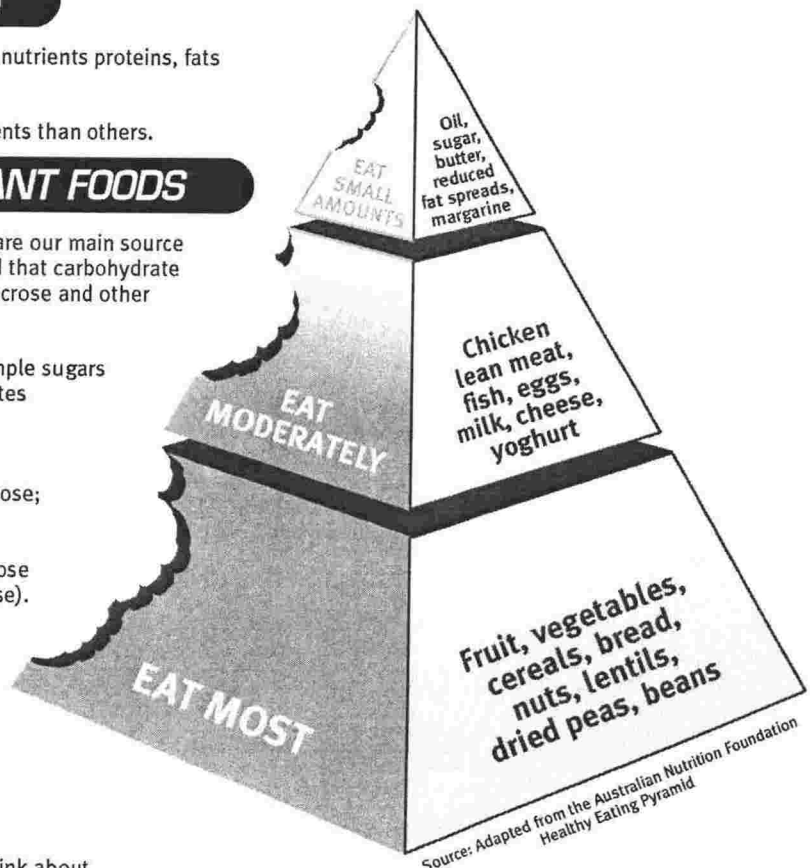 nutrients proteins, fats
ents than others.
ANT FOODS
are our main source
that carbohydrate
crose and other
mple sugars
tes
ose;
ose
se).
ink about
Oil,
sugar,
butter,
reduced
fat spreads,
margarine
EAT
SMALL
AMOUNTS
Chicken
lean meat,
fish, eggs,
milk, cheese,
yoghurt
EAT
MODERATELY
Fruit, vegetables,
cereals, bread,
nuts, lentils,
dried peas, beans
EAT MOST
Source: Adapted from the Australian Nutrition Foundation
Healthy Eating Pyramid